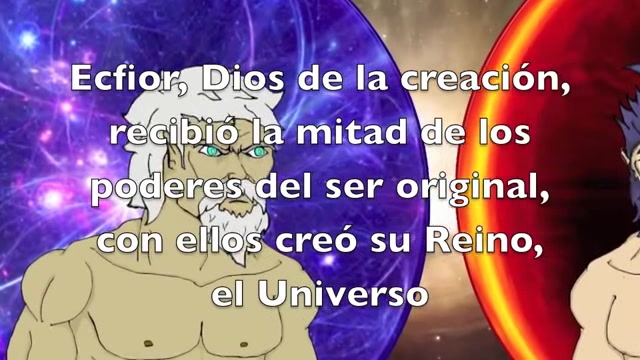 Ecfior, Dios de la creación,
recibió la mitad de los
poderes del ser original,
con ellos creó su Reino,
el Universo